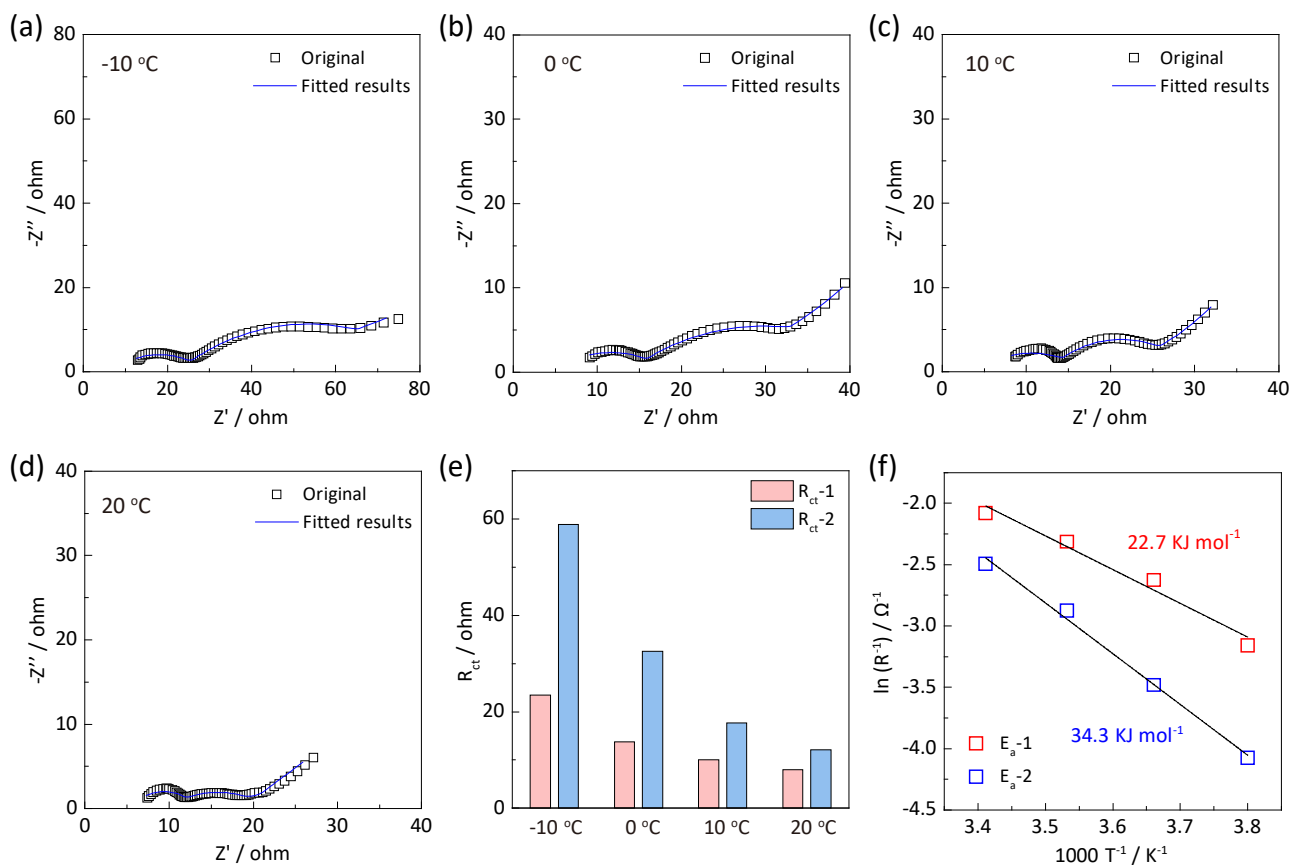 (a)
-10 °C
Original
Fitted results
80
60
40
20
0
-Z'' / ohm
0 20 40 60 80
Z' / ohm
(b)
0 °C
Original
Fitted results
40
30
20
10
0
-Z'' / ohm
0 10 20 30 40
Z' / ohm
(c)
10 °C
Original
Fitted results
40
30
20
10
0
-Z'' / ohm
0 10 20 30 40
Z' / ohm
(d)
20 °C
Original
Fitted results
40
35
30
25
20
15
10
5
0
-Z'' / ohm
0 10 20 30 40
Z' / ohm
(e)
Rct-1
Rct-2
60
40
20
0
Rct / ohm
-10 °C 0 °C 10 °C 20 °C
(f)
-2.0
-2.5
-3.0
-3.5
-4.0
-4.5
ln (R⁻¹) / Ω⁻¹
22.7 KJ mol⁻¹
34.3 KJ mol⁻¹
Ea-1
Ea-2
3.4 3.5 3.6 3.7 3.8
1000 T⁻¹ / K⁻¹